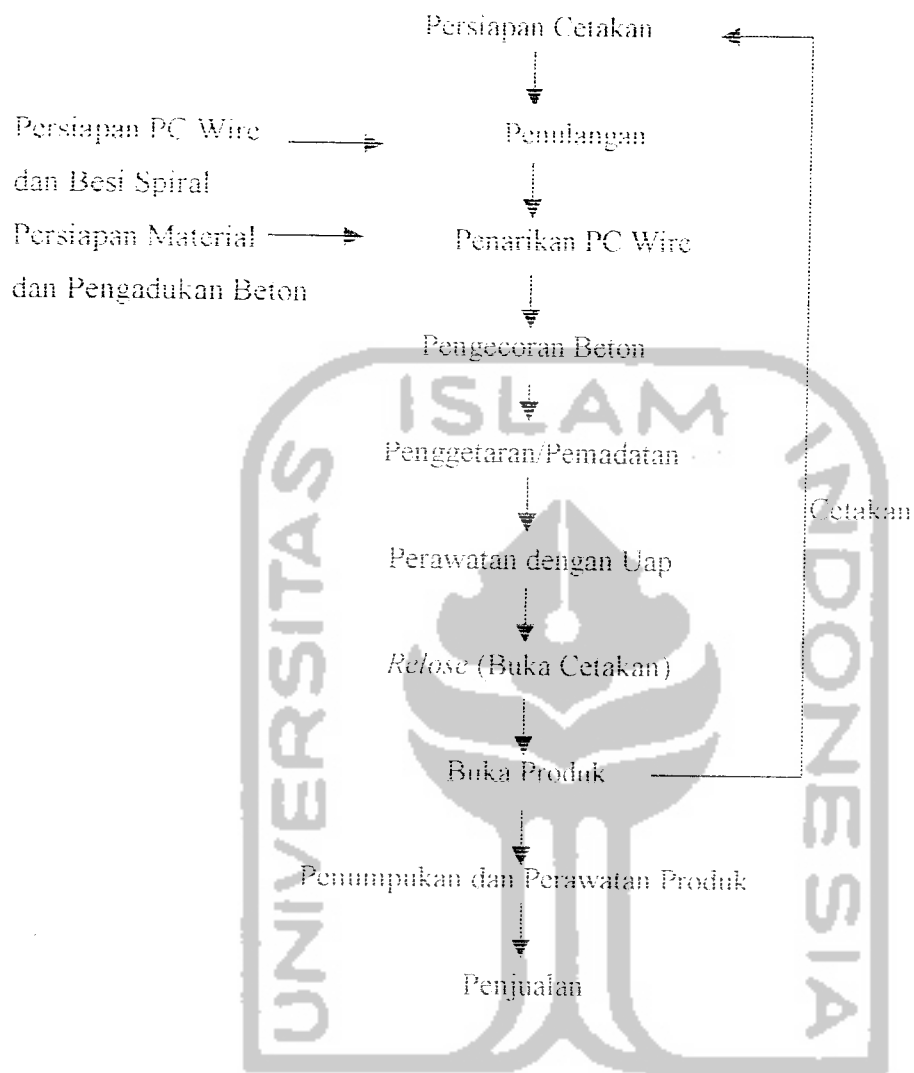 Persiapan Cetakan
Persiapan PC Wire
dan Besi Spiral
Penulangan
Persiapan Material
dan Pengadukan Beton
Penarikan PC Wire
Pengecoran Beton
Penggetaran/Pemadatan
Cetakan
Perawatan dengan Uap
Relose (Buka Cetakan)
Buka Produk
Penumpukan dan Perawatan Produk
Penjualan
UNIVERSITAS
ISLAM
INDONESIA